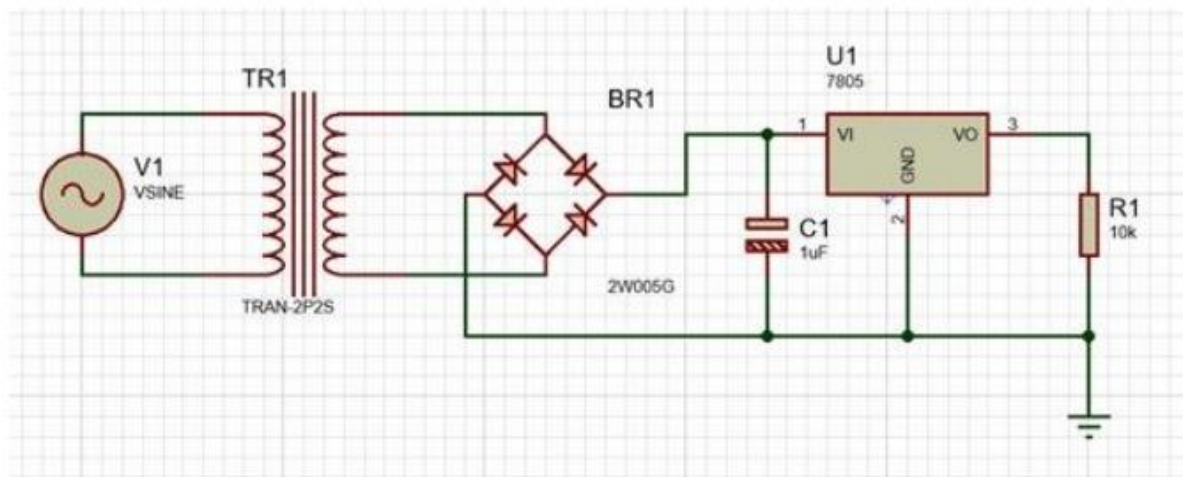 TR1
TRAN-2P2S
V1
VSINE
BR1
2W005G
U1
7805
1
VI
VO
3
GND
2
C1
1uF
R1
10k